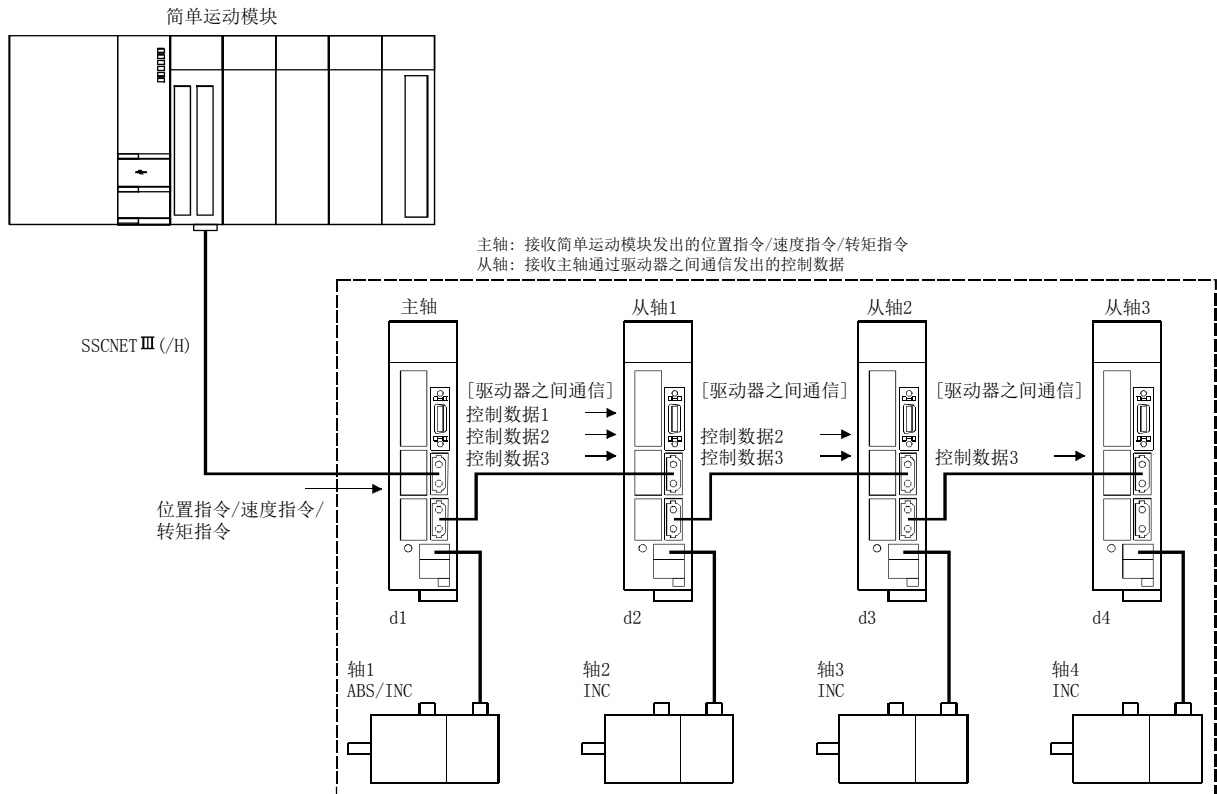 简单运动模块
主轴: 接收简单运动模块发出的位置指令/速度指令/转矩指令
从轴: 接收主轴通过驱动器之间通信发出的控制数据
主轴
从轴1
从轴2
从轴3
SSCNETⅢ(/H)
[驱动器之间通信]
控制数据1
控制数据2
控制数据3
[驱动器之间通信]
控制数据2
控制数据3
[驱动器之间通信]
控制数据3
位置指令/速度指令/
转矩指令
d1
d2
d3
d4
轴1
ABS/INC
轴2
INC
轴3
INC
轴4
INC